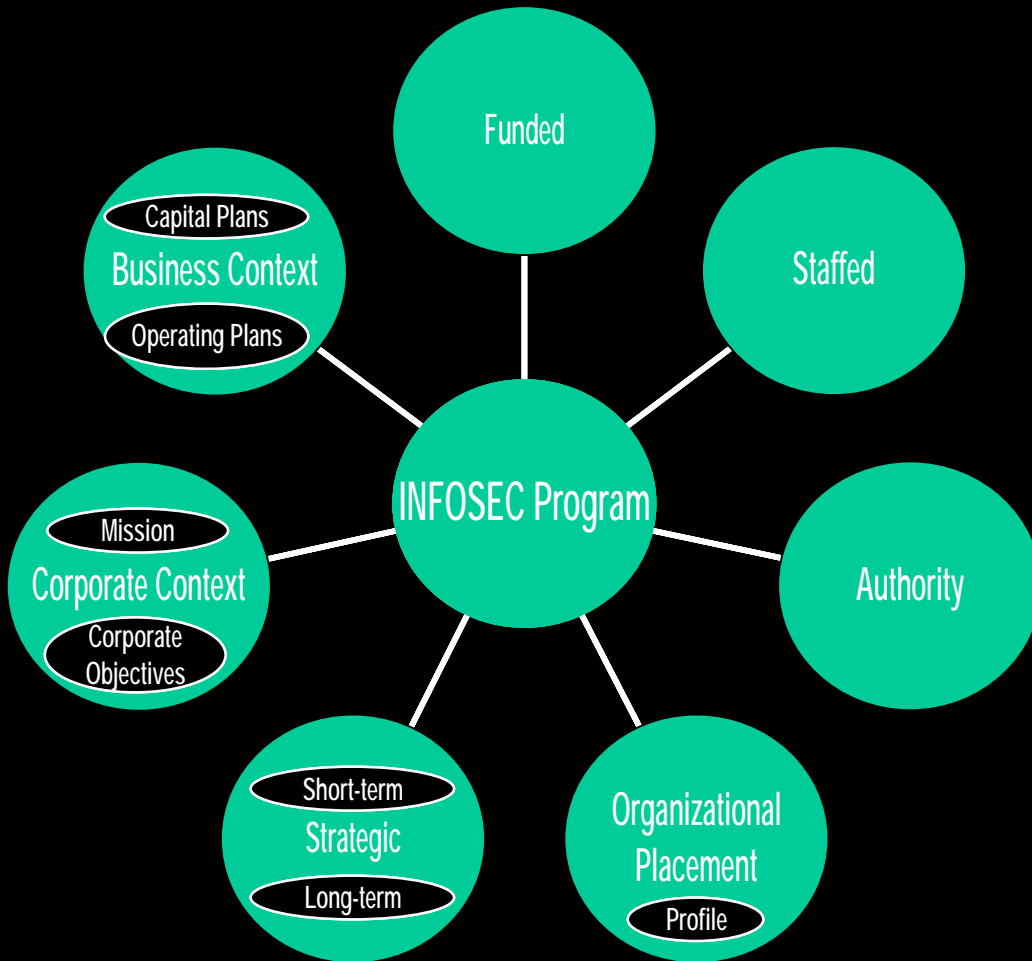 Funded
Capital Plans
Business Context
Operating Plans
Staffed
INFOSEC Program
Mission
Corporate Context
Corporate
Objectives
Authority
Short-term
Strategic
Long-term
Organizational
Placement
Profile